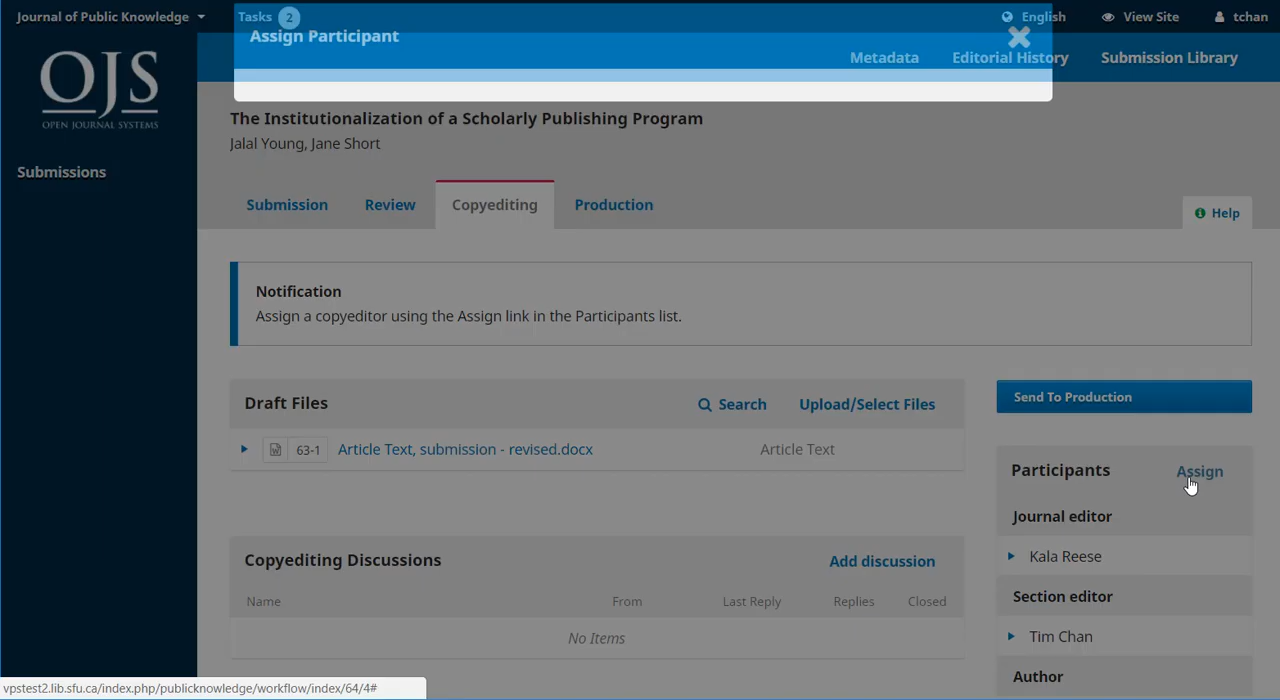 Journal of Public Knowledge
Tasks 2
English
View Site
tchan
Assign Participant
OJS
OPEN JOURNAL SYSTEMS
Metadata
Editorial History
Submission Library
Submissions
The Institutionalization of a Scholarly Publishing Program
Jalal Young, Jane Short
Submission
Review
Copyediting
Production
Help
Notification
Assign a copyeditor using the Assign link in the Participants list.
Draft Files
Search
Upload/Select Files
Send To Production
63-1
Article Text, submission - revised.docx
Article Text
Participants
Assign
Journal editor
Kala Reese
Section editor
Tim Chan
Author
Copyediting Discussions
Add discussion
Name
From
Last Reply
Replies
Closed
No Items
vpstest2.lib.sfu.ca/index.php/publicknowledge/workflow/index/64/4#